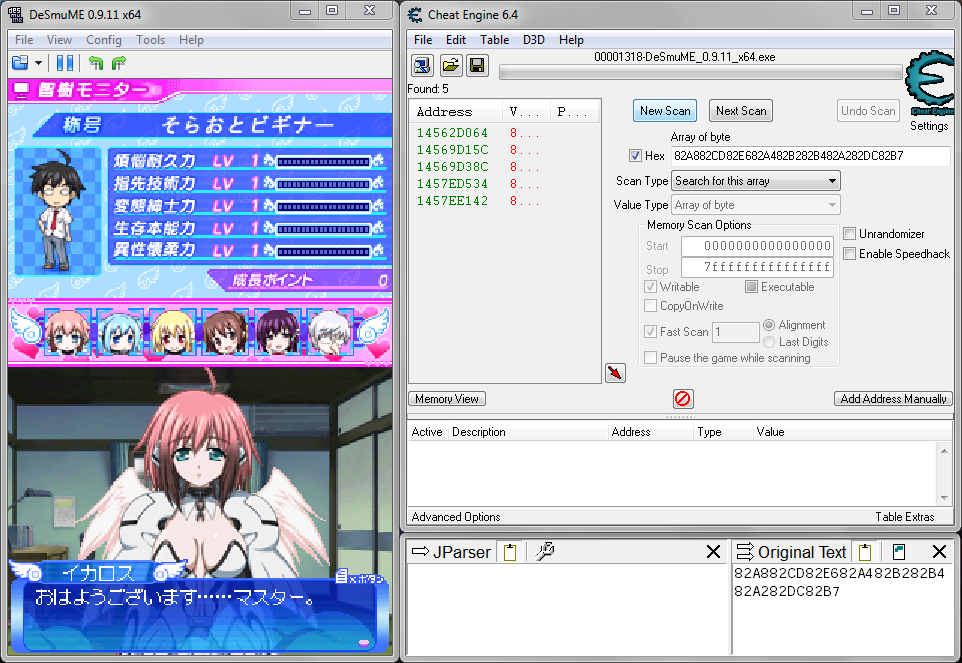 DeSmuME 0.9.11 x64
File View Config Tools Help
智樹モニター
称号 そらおとビギナー
煩悩耐久力 LV 1
指先技術力 LV 1
変態紳士力 LV 1
生存本能力 LV 1
異性懐柔力 LV 1
成長ポイント 0
イカロス
Xボタン
おはようございます……マスター。
Cheat Engine 6.4
File Edit Table D3D Help
00001318-DeSmuME_0.9.11_x64.exe
Found: 5
Address V... P...
14562D064 8...
14569D15C 8...
14569D38C 8...
1457ED534 8...
1457EE142 8...
New Scan Next Scan Undo Scan
Cheat Engine
Settings
Array of byte
Hex 82A882CD82E682A482B282B482A282DC82B7
Scan Type Search for this array
Value Type Array of byte
Memory Scan Options
Start 0000000000000000
Stop 7fffffffffffffff
Writable Executable
CopyOnWrite
Fast Scan 1 Alignment
Last Digits
Pause the game while scanning
Unrandomizer
Enable Speedhack
Memory View
Add Address Manually
Active Description Address Type Value
Advanced Options Table Extras
JParser
Original Text
82A882CD82E682A482B282B4
82A282DC82B7